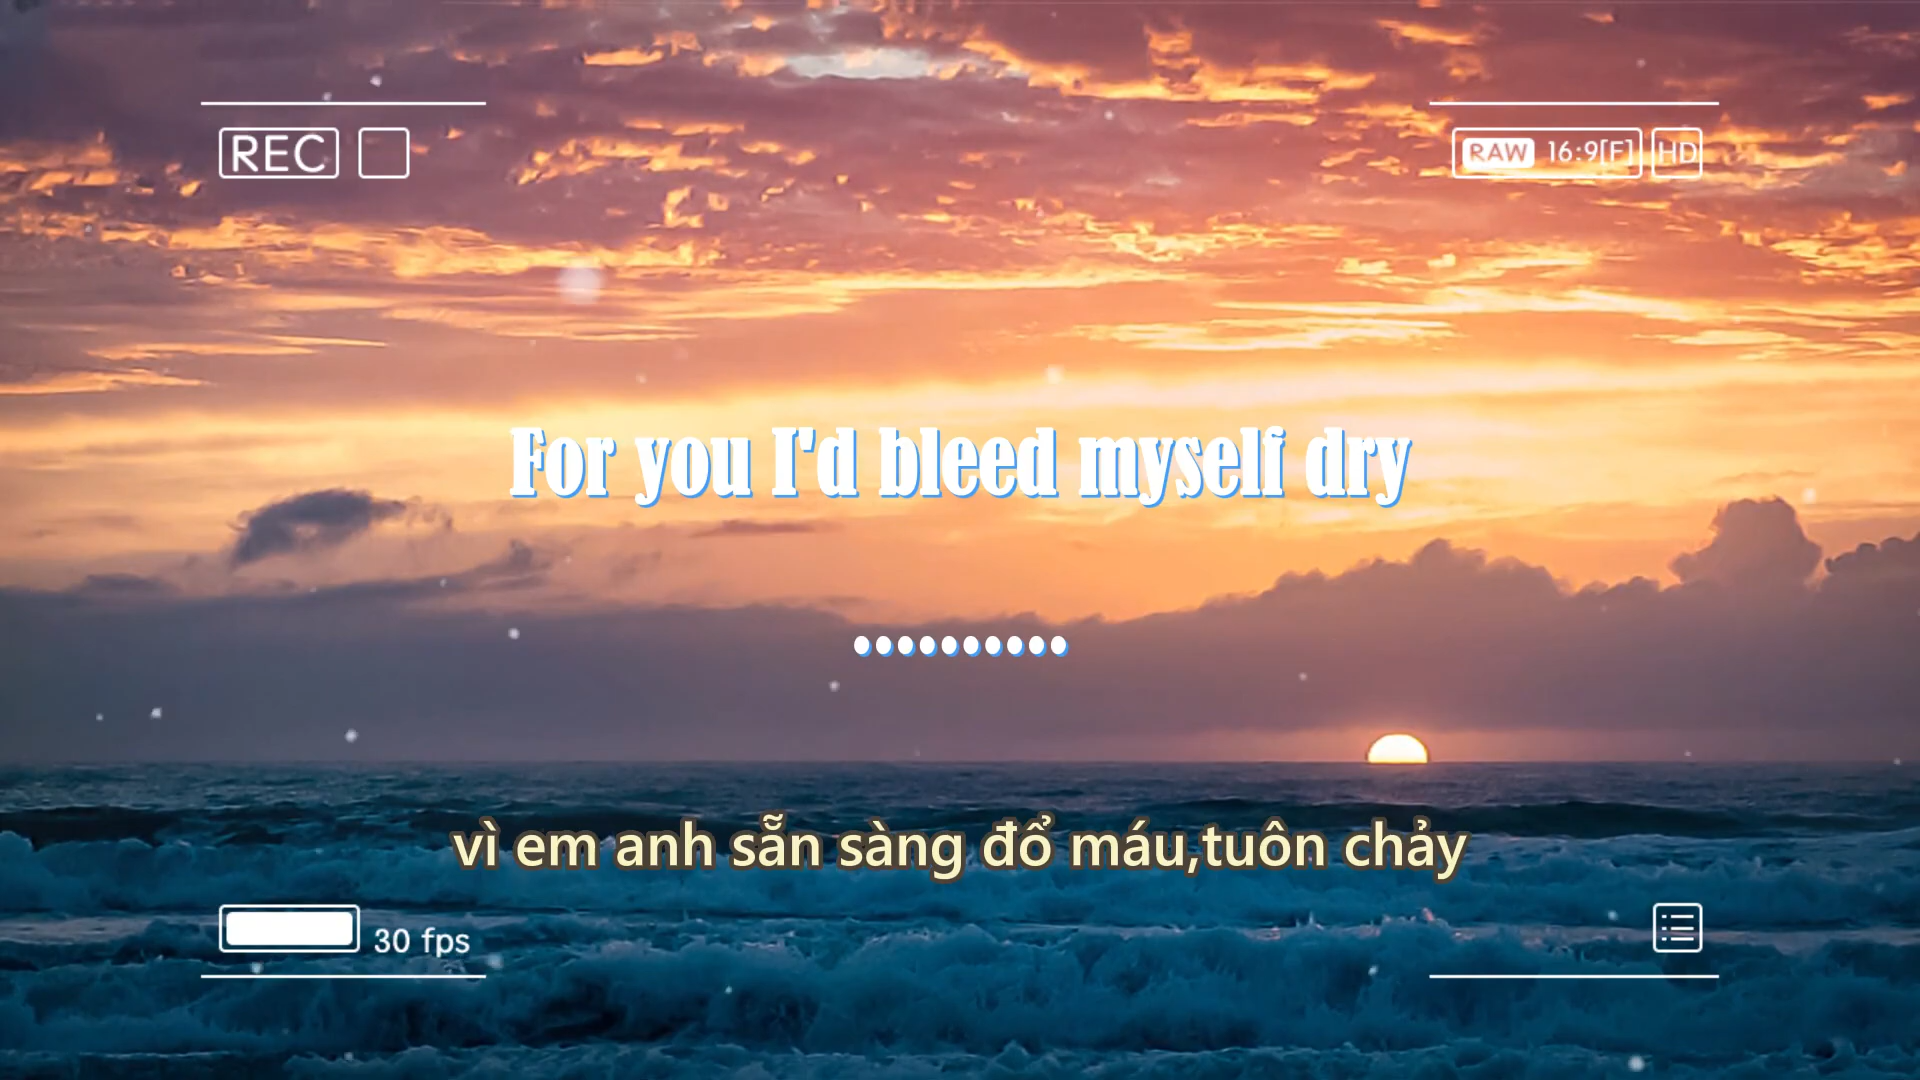 REC
RAW 16:9[F] HD
For you I'd bleed myself dry
vì em anh sẵn sàng đổ máu,tuôn chảy
30 fps